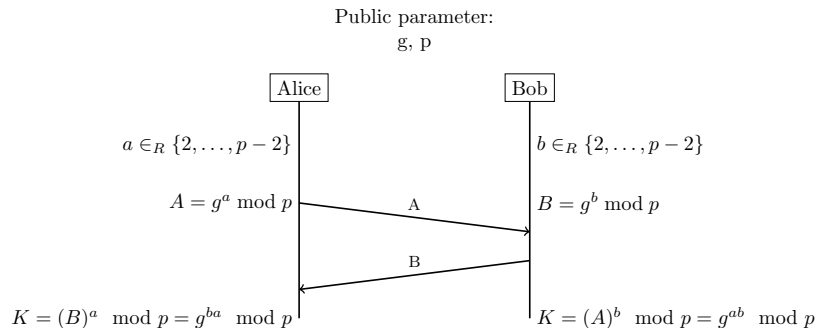 Public parameter:
g, p
Alice Bob
a ∈_R {2, …, p − 2} b ∈_R {2, …, p − 2}
A = g^a mod p A B = g^b mod p
B
K = (B)^a mod p = g^{ba} mod p K = (A)^b mod p = g^{ab} mod p